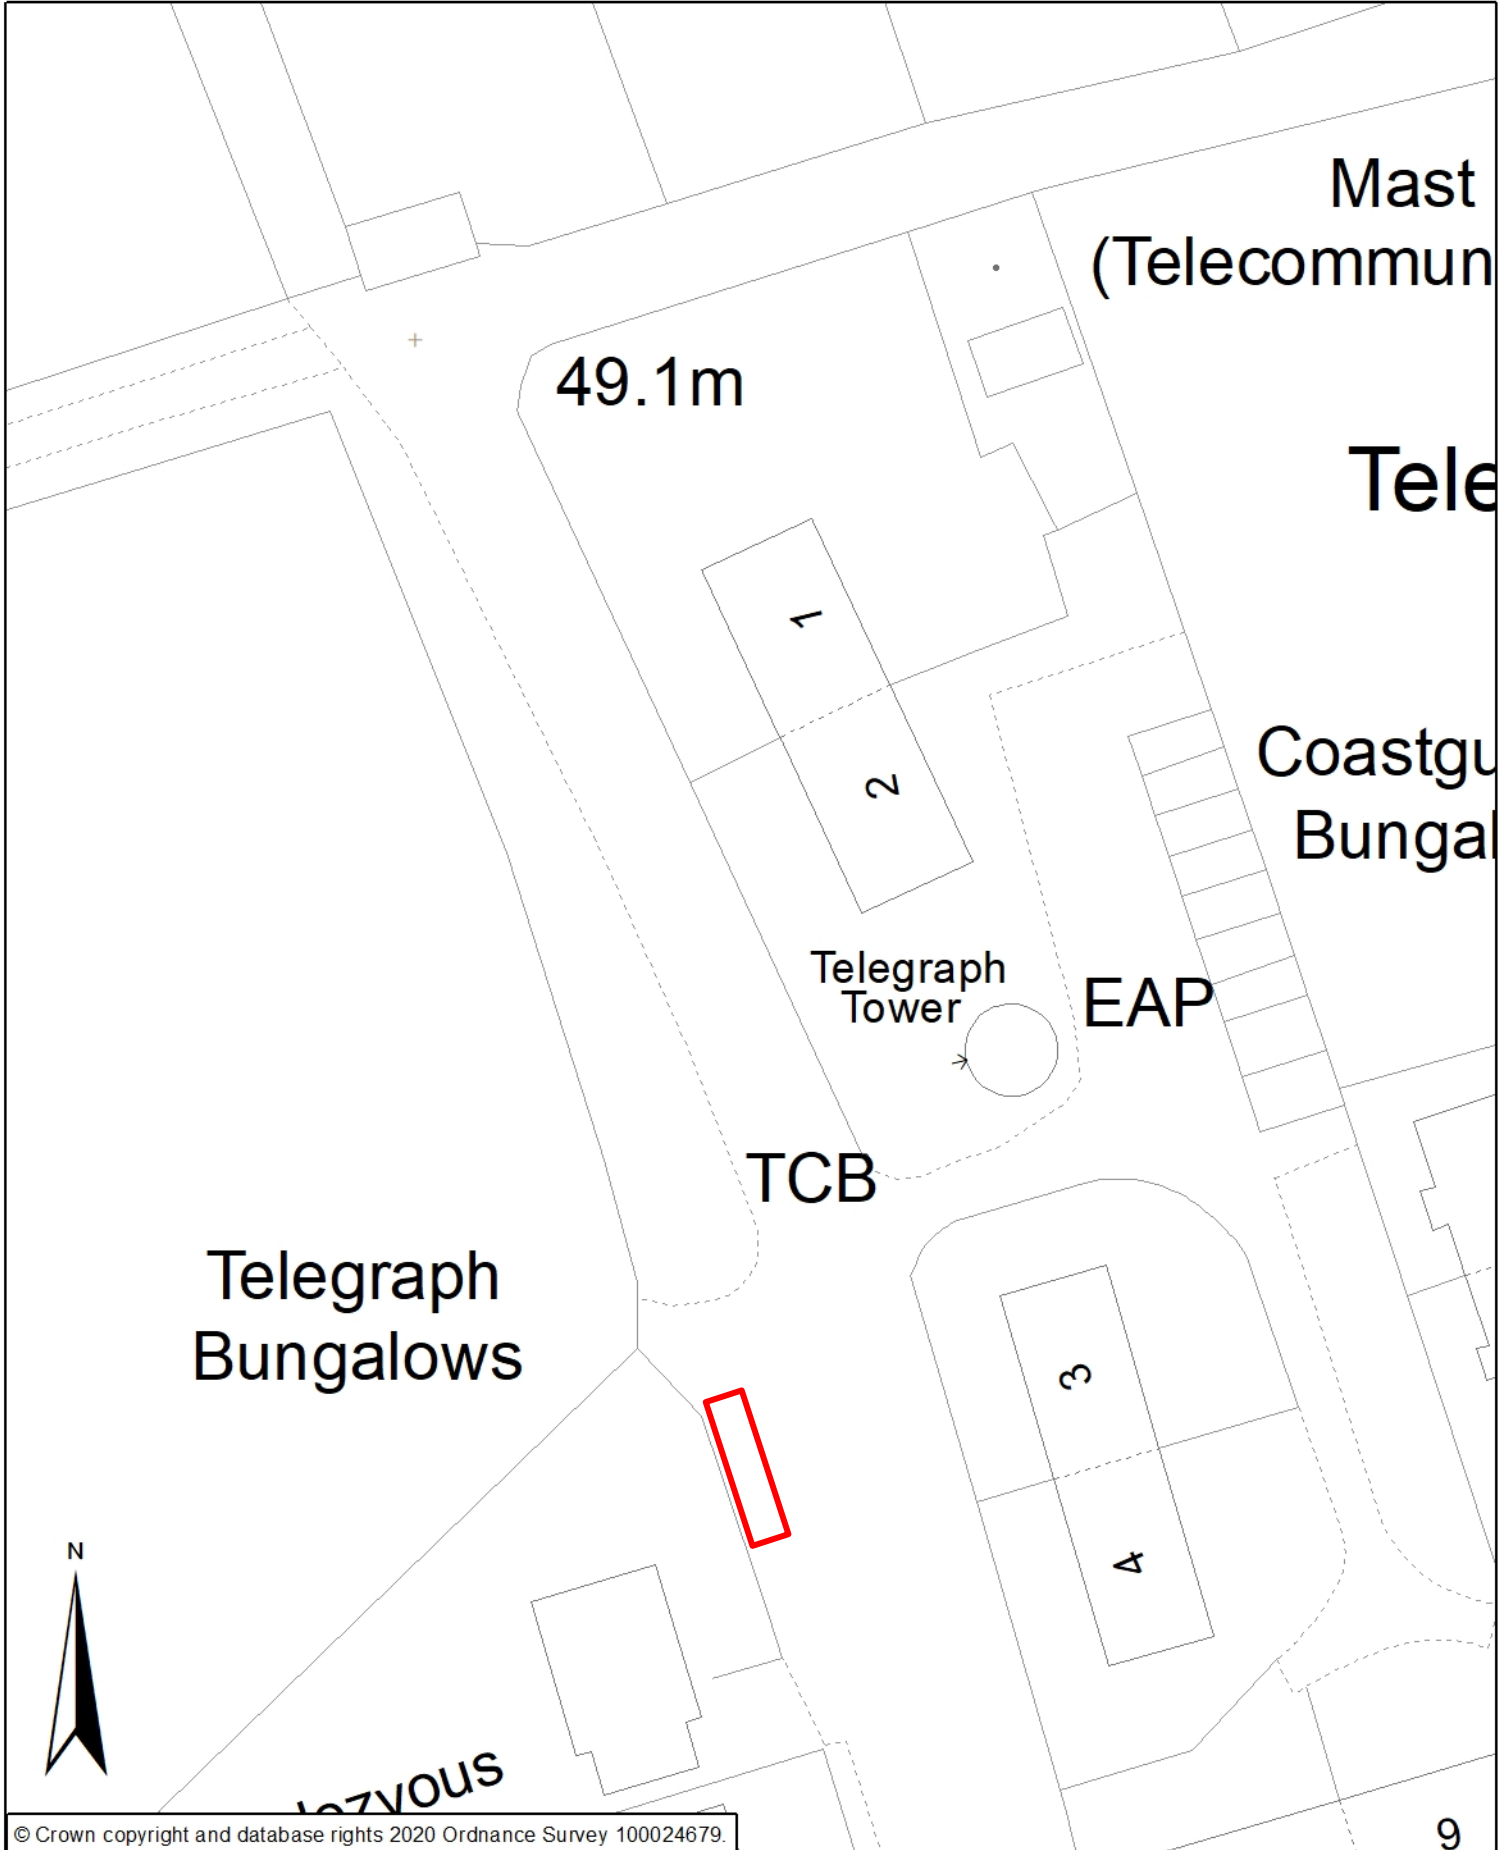 Mast
(Telecommun
49.1m
Tele
1
Coastgu
Bungal
2
Telegraph
Tower
EAP
TCB
Telegraph
Bungalows
3
4
N
9
© Crown copyright and database rights 2020 Ordnance Survey 100024679.